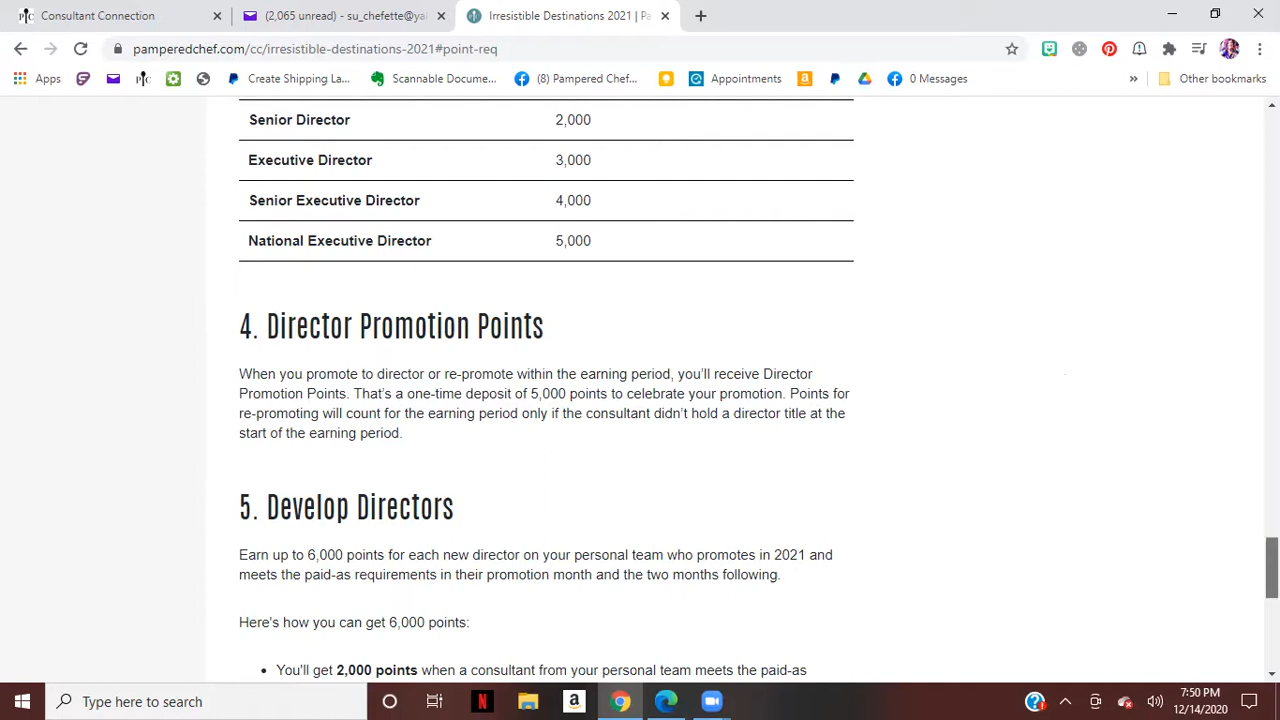 Consultant Connection
(2,065 unread) - su_chefette@yal
Irresistible Destinations 2021 | Pa
pamperedchef.com/cc/irresistible-destinations-2021#point-req
Apps
Create Shipping La...
Scannable Docume...
(8) Pampered Chef...
Appointments
0 Messages
»
Other bookmarks
Senior Director 2,000
Executive Director 3,000
Senior Executive Director 4,000
National Executive Director 5,000
4. Director Promotion Points
When you promote to director or re-promote within the earning period, you’ll receive Director
Promotion Points. That’s a one-time deposit of 5,000 points to celebrate your promotion. Points for
re-promoting will count for the earning period only if the consultant didn’t hold a director title at the
start of the earning period.
5. Develop Directors
Earn up to 6,000 points for each new director on your personal team who promotes in 2021 and
meets the paid-as requirements in their promotion month and the two months following.
Here's how you can get 6,000 points:
• You'll get 2,000 points when a consultant from your personal team meets the paid-as
Type here to search
7:50 PM
12/14/2020